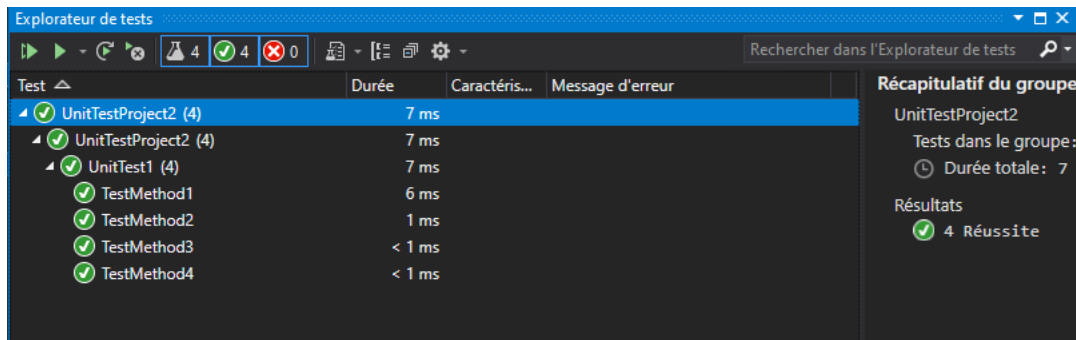 Explorateur de tests
4 4 0 Rechercher dans l'Explorateur de tests
Test Durée Caractéris... Message d'erreur
UnitTestProject2 (4) 7 ms
UnitTestProject2 (4) 7 ms
UnitTest1 (4) 7 ms
TestMethod1 6 ms
TestMethod2 1 ms
TestMethod3 < 1 ms
TestMethod4 < 1 ms
Récapitulatif du groupe
UnitTestProject2
Tests dans le groupe:
Durée totale: 7
Résultats
4 Réussite